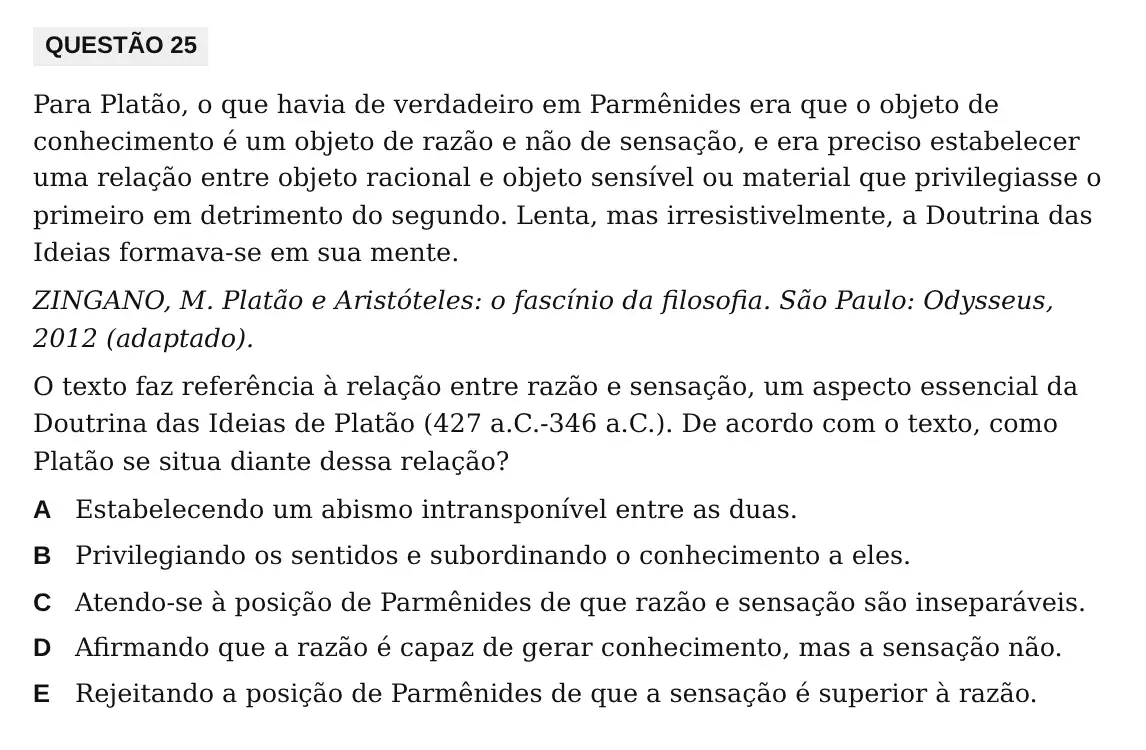 QUESTÃO 25
Para Platão, o que havia de verdadeiro em Parmênides era que o objeto de
conhecimento é um objeto de razão e não de sensação, e era preciso estabelecer
uma relação entre objeto racional e objeto sensível ou material que privilegiasse o
primeiro em detrimento do segundo. Lenta, mas irresistivelmente, a Doutrina das
Ideias formava-se em sua mente.
ZINGANO, M. Platão e Aristóteles: o fascínio da filosofia. São Paulo: Odysseus,
2012 (adaptado).
O texto faz referência à relação entre razão e sensação, um aspecto essencial da
Doutrina das Ideias de Platão (427 a.C.-346 a.C.). De acordo com o texto, como
Platão se situa diante dessa relação?
A Estabelecendo um abismo intransponível entre as duas.
B Privilegiando os sentidos e subordinando o conhecimento a eles.
C Atendo-se à posição de Parmênides de que razão e sensação são inseparáveis.
D Afirmando que a razão é capaz de gerar conhecimento, mas a sensação não.
E Rejeitando a posição de Parmênides de que a sensação é superior à razão.